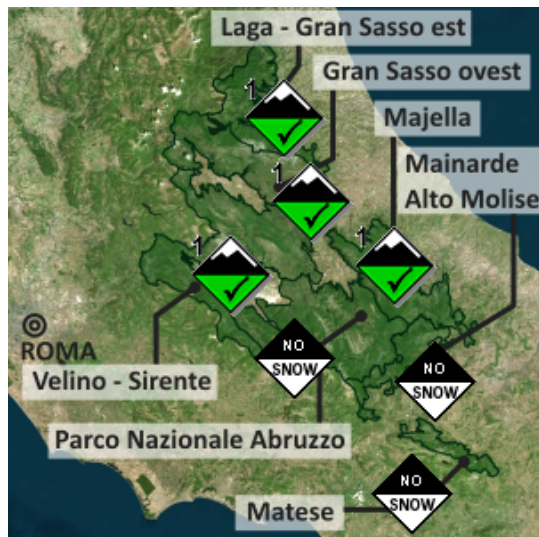 Laga - Gran Sasso est
Gran Sasso ovest
1
Majella
Mainarde
Alto Molise
1
1
ROMA
Velino - Sirente
NO
SNOW
NO
SNOW
Parco Nazionale Abruzzo
NO
SNOW
Matese